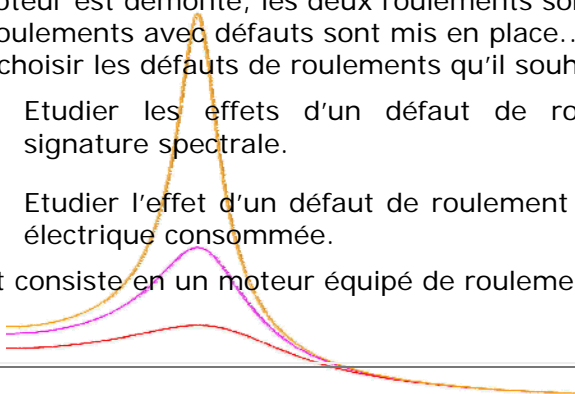 oteur est démonté, les deux roulements so
oulements avec défauts sont mis en place..
choisir les défauts de roulements qu'il souh
Etudier les effets d'un défaut de ro
signature spectrale.
Etudier l'effet d'un défaut de roulement
électrique consommée.
t consiste en un moteur équipé de rouleme